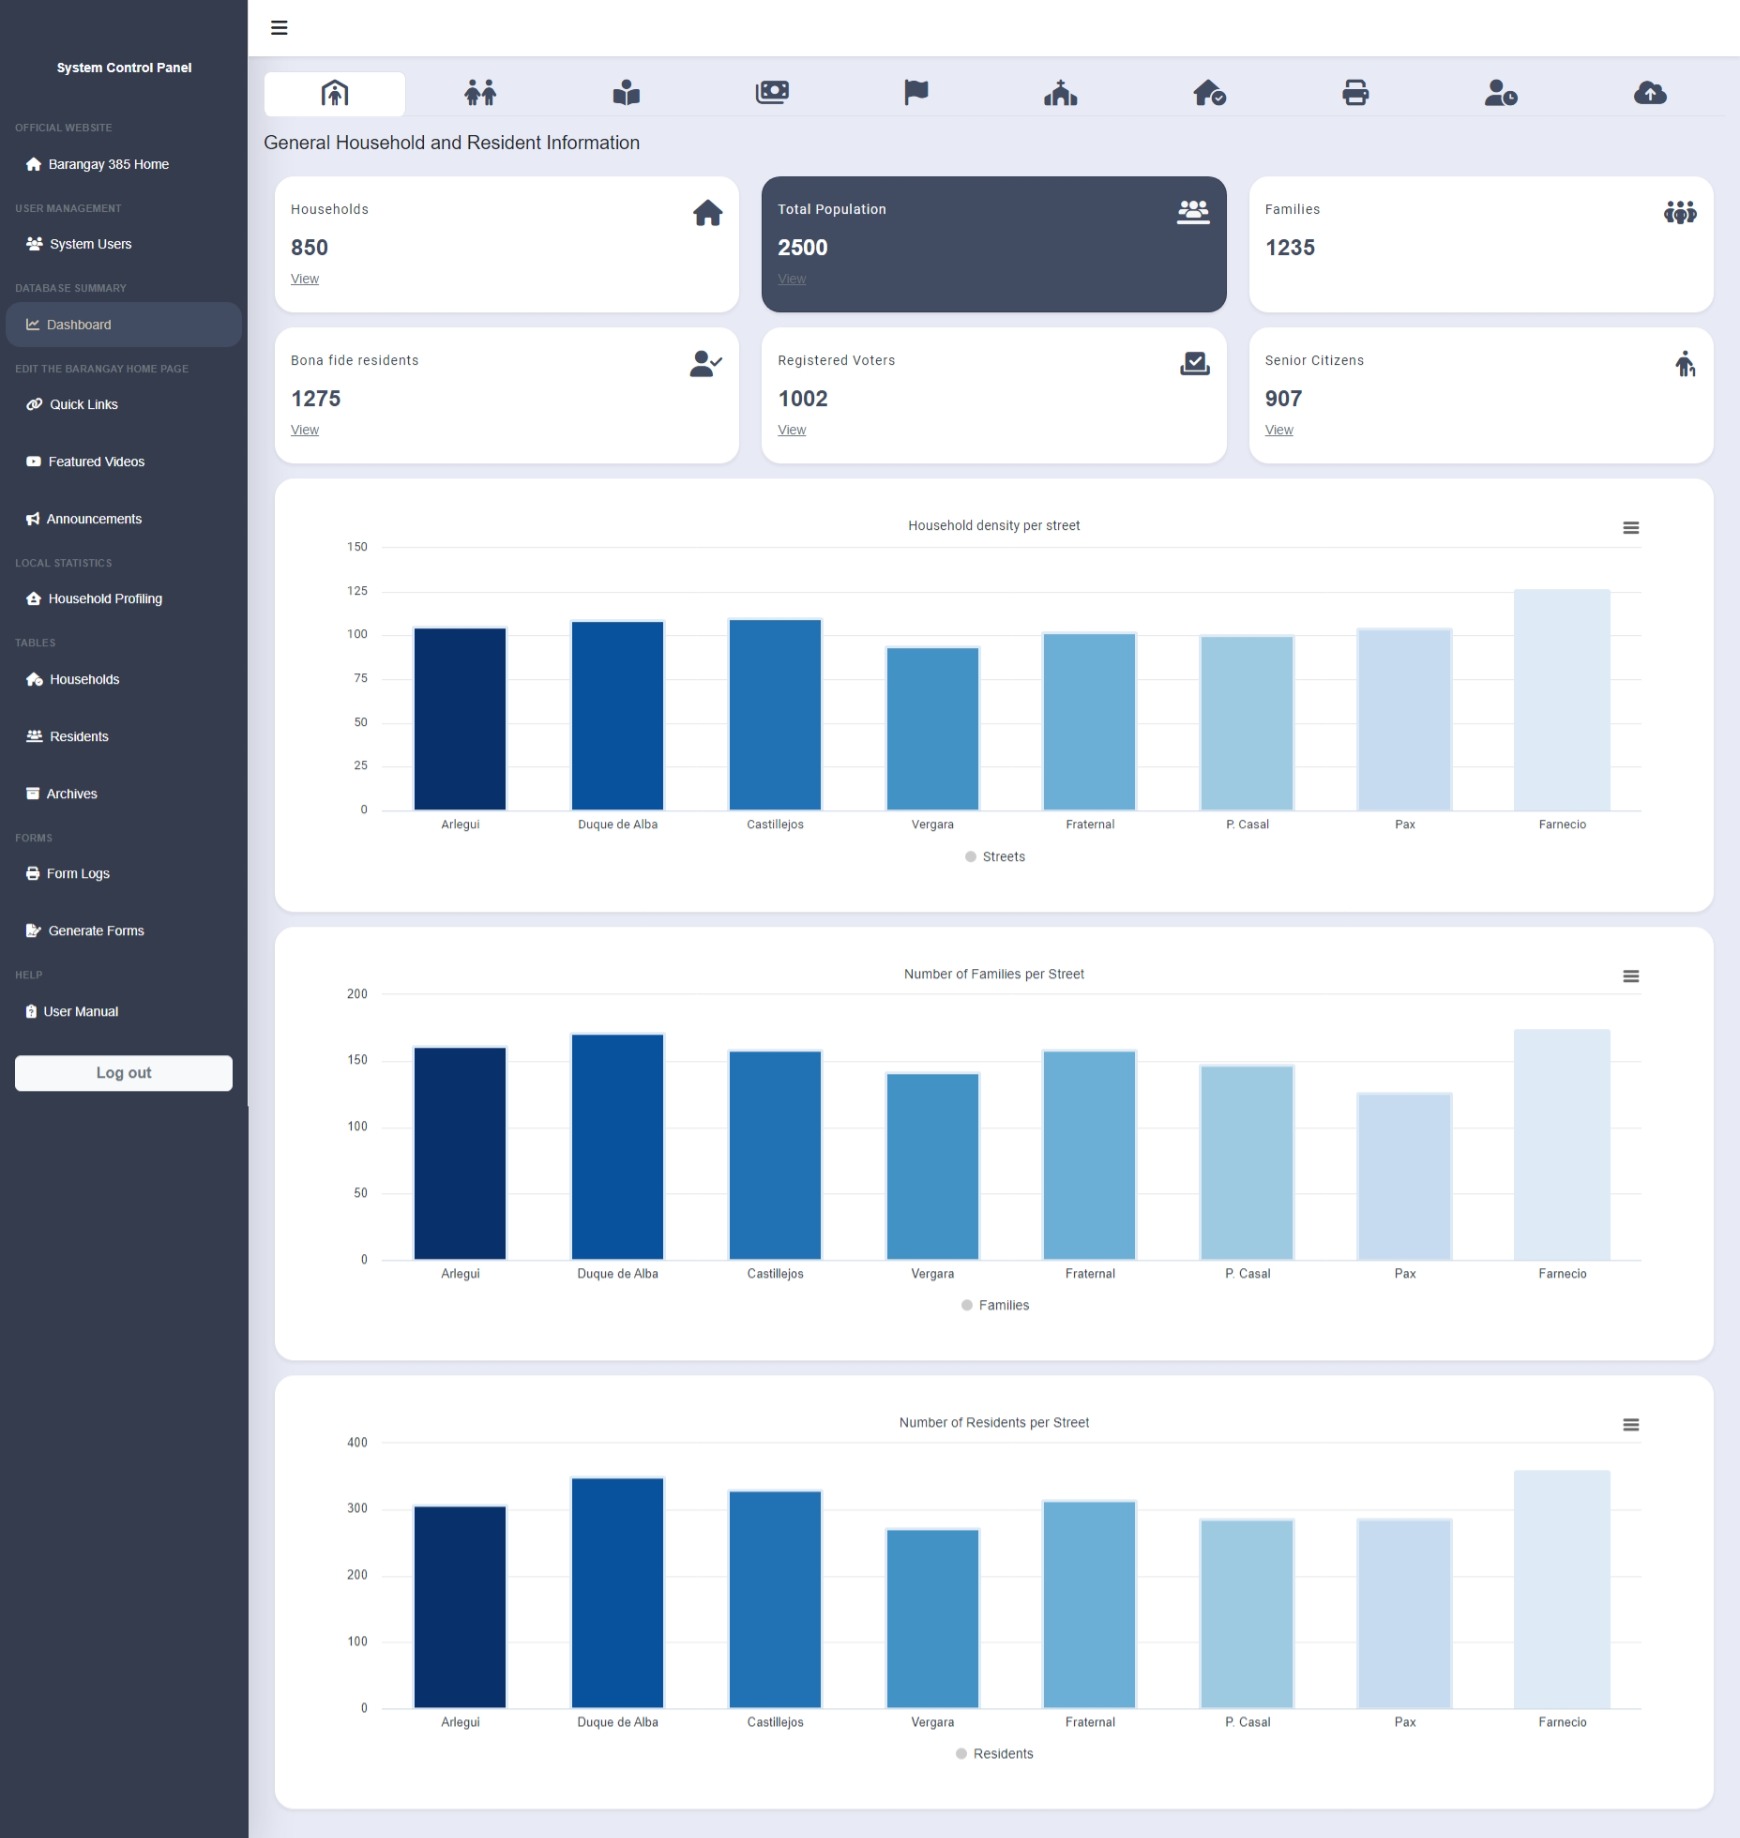 System Control Panel
OFFICIAL WEBSITE
Barangay 385 Home
USER MANAGEMENT
System Users
DATABASE SUMMARY
Dashboard
EDIT THE BARANGAY HOME PAGE
Quick Links
Featured Videos
Announcements
LOCAL STATISTICS
Household Profiling
TABLES
Households
Residents
Archives
FORMS
Form Logs
Generate Forms
HELP
User Manual
Log out
General Household and Resident Information
Households
850
View
Total Population
2500
View
Families
1235
Bona fide residents
1275
View
Registered Voters
1002
View
Senior Citizens
907
View
Household density per street
150
125
100
75
50
25
0
Arlegui Duque de Alba Castillejos Vergara Fraternal P. Casal Pax Farnecio
Streets
Number of Families per Street
200
150
100
50
0
Arlegui Duque de Alba Castillejos Vergara Fraternal P. Casal Pax Farnecio
Families
Number of Residents per Street
400
300
200
100
0
Arlegui Duque de Alba Castillejos Vergara Fraternal P. Casal Pax Farnecio
Residents